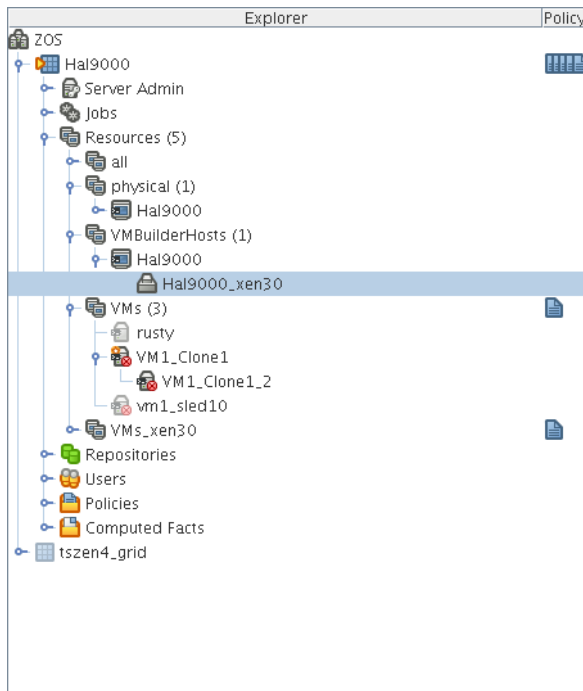 Explorer Policy
ZOS
Hal9000
Server Admin
Jobs
Resources (5)
all
physical (1)
Hal9000
VMBuilderHosts (1)
Hal9000
Hal9000_xen30
VMs (3)
rusty
VM1_Clone1
VM1_Clone1_2
vm1_sled10
VMs_xen30
Repositories
Users
Policies
Computed Facts
tszen4_grid